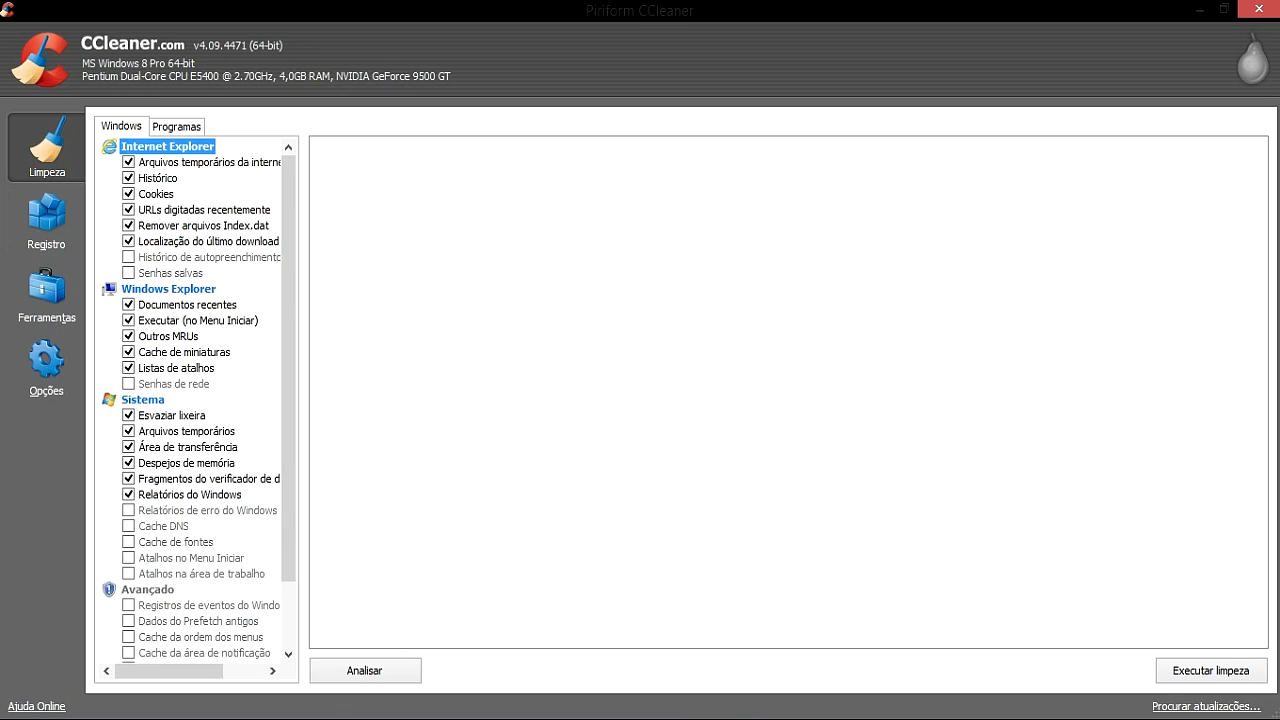 Piriform CCleaner
CCleaner.com v4.09.4471 (64-bit)
MS Windows 8 Pro 64-bit
Pentium Dual-Core CPU E5400 @ 2.70GHz, 4,0GB RAM, NVIDIA GeForce 9500 GT
Limpeza
Registro
Ferramentas
Opções
Windows
Programas
Internet Explorer
Arquivos temporários da interne
Histórico
Cookies
URLs digitadas recentemente
Remover arquivos Index.dat
Localização do último download
Histórico de autopreenchimento
Senhas salvas
Windows Explorer
Documentos recentes
Executar (no Menu Iniciar)
Outros MRUs
Cache de miniaturas
Listas de atalhos
Senhas de rede
Sistema
Esvaziar lixeira
Arquivos temporários
Área de transferência
Despejos de memória
Fragmentos do verificador de d
Relatórios do Windows
Relatórios de erro do Windows
Cache DNS
Cache de fontes
Atalhos no Menu Iniciar
Atalhos na área de trabalho
Avançado
Registros de eventos do Windo
Dados do Prefetch antigos
Cache da ordem dos menus
Cache da área de notificação
Analisar
Executar limpeza
Ajuda Online
Procurar atualizações...